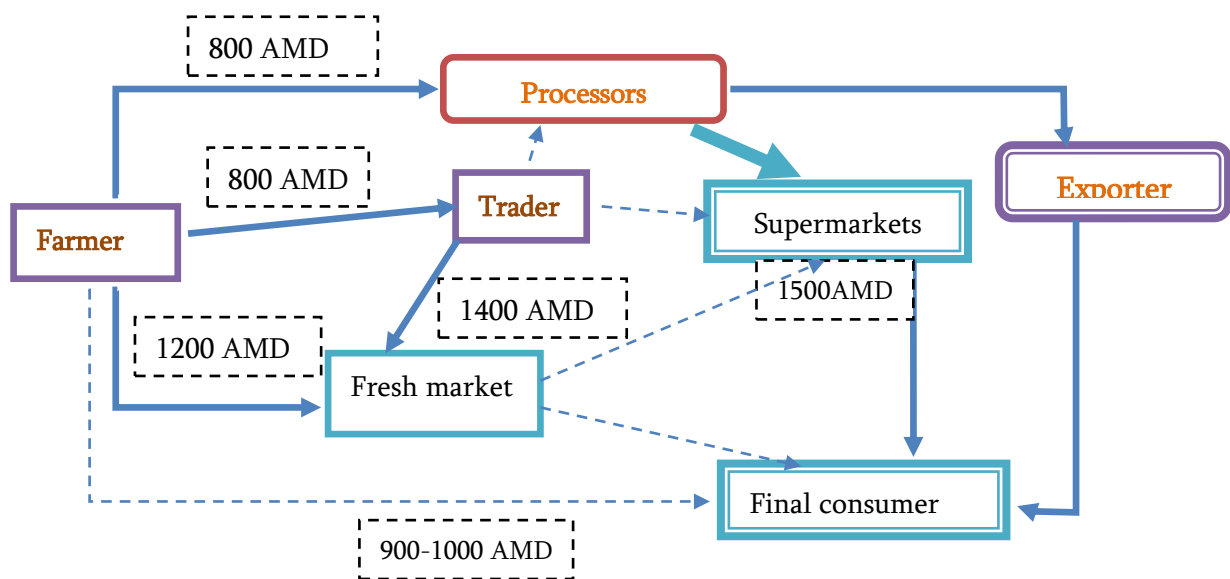 800 AMD
Processors
800 AMD
Trader
Exporter
Farmer
Supermarkets
1500AMD
1400 AMD
1200 AMD
Fresh market
Final consumer
900-1000 AMD